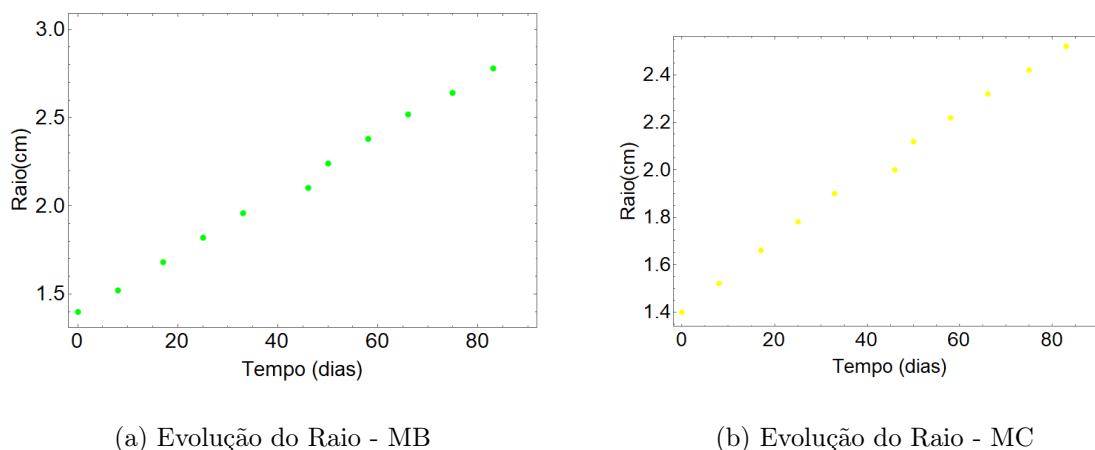 3.0
2.5
2.0
1.5
Raio(cm)
0 20 40 60 80
Tempo (dias)
(a) Evolução do Raio - MB
2.4
2.2
2.0
1.8
1.6
1.4
Raio(cm)
0 20 40 60 80
Tempo (dias)
(b) Evolução do Raio - MC